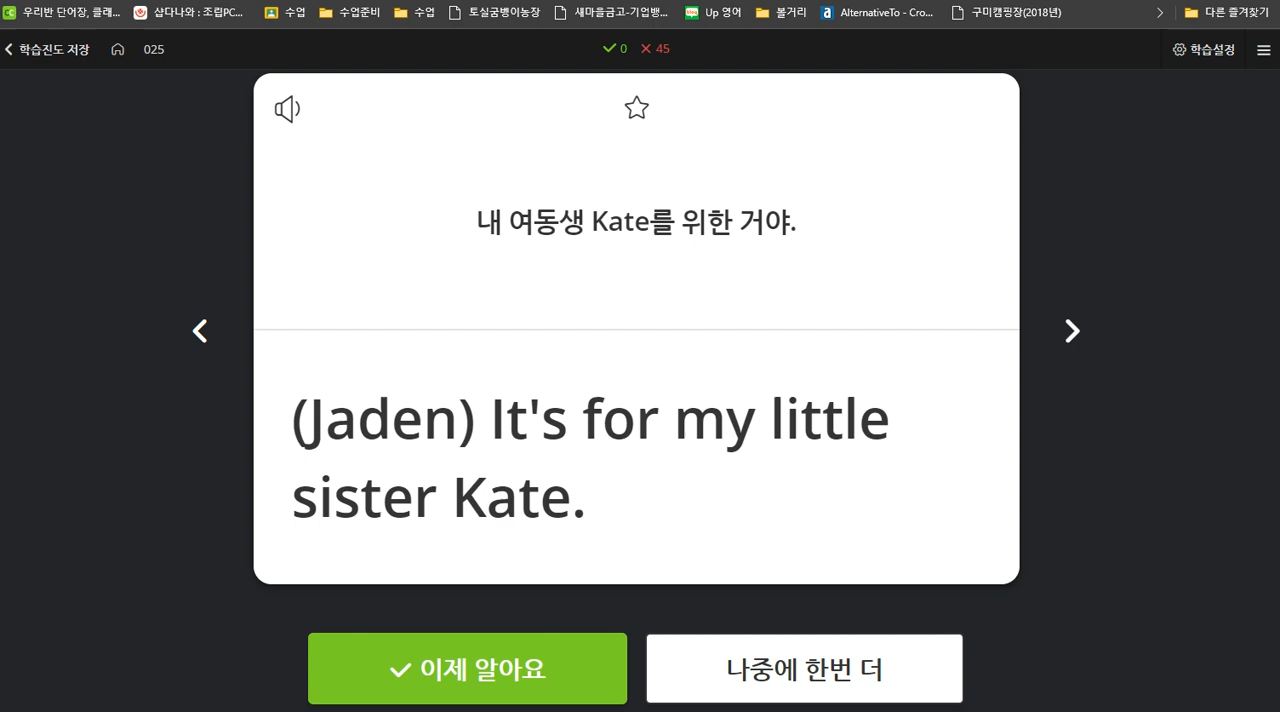 우리반 단어장, 클래... 샵다나와 : 조립PC... 수업 수업준비 수업 토실굼벵이농장 새마을금고-기업뱅... Up 영어 볼거리 AlternativeTo - Cro... 구미캠핑장(2018년) 다른 즐겨찾기
학습진도 저장 025 0 45 학습설정
내 여동생 Kate를 위한 거야.
(Jaden) It's for my little
sister Kate.
이제 알아요 나중에 한번 더